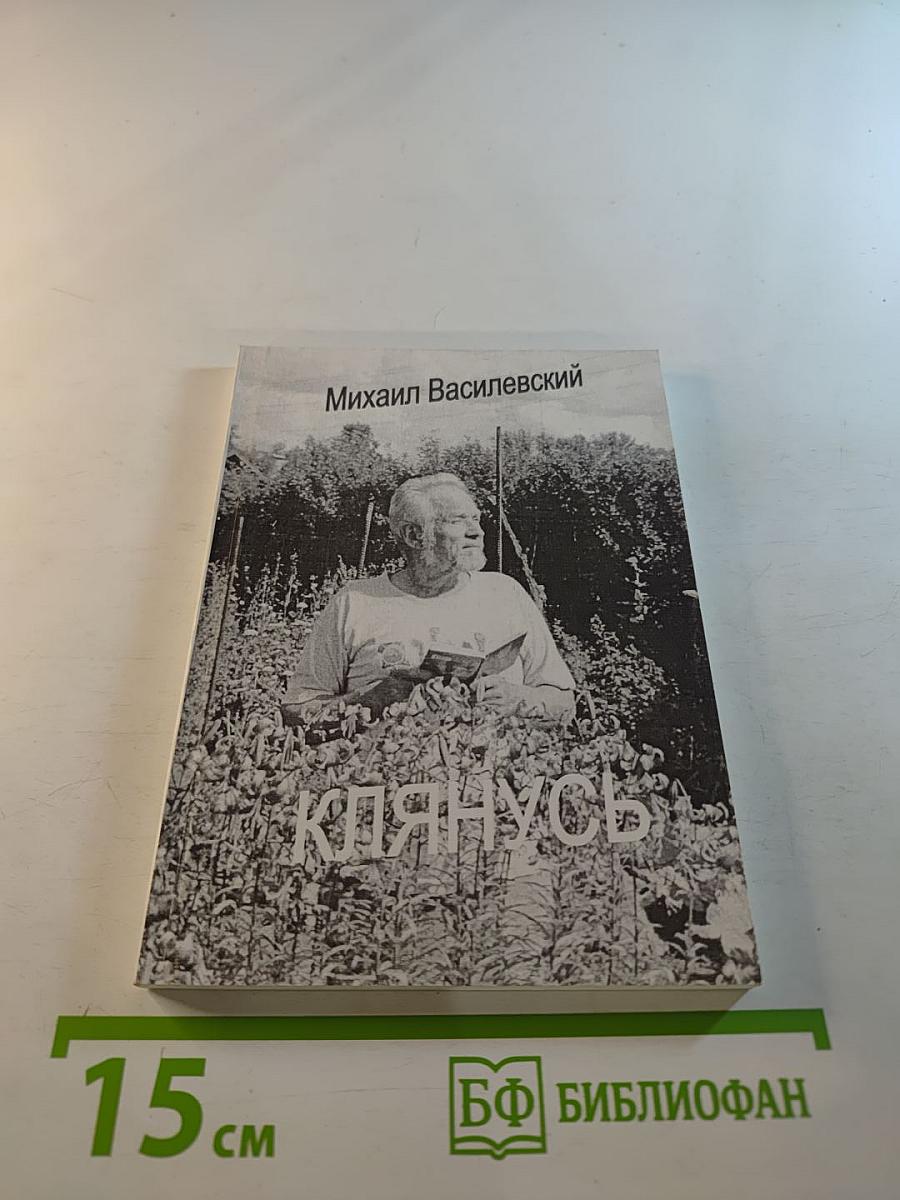 Михаил Василевский
КЛЯНУСЬ
15 см
БФ БИБЛИОФАН